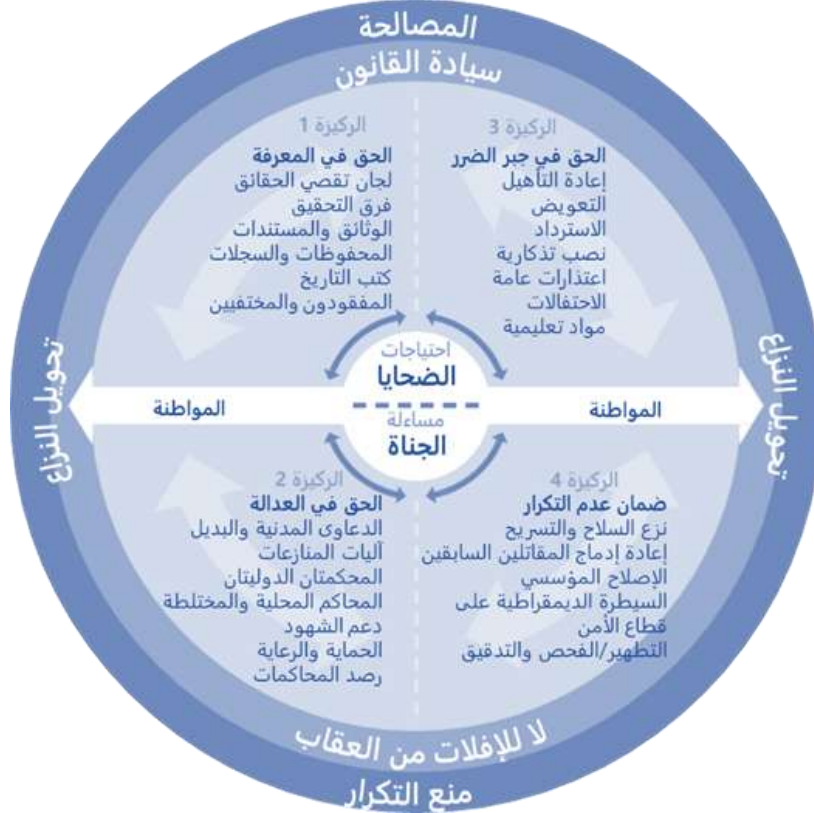 المصالحة
سيادة القانون
الركيزة 1
الحق في المعرفة
لجان تقصي الحقائق
فرق التحقيق
الوثائق والمستندات
المحفوظات والسجلات
كتب التاريخ
المفقودون والمختفيين
الركيزة 3
الحق في جبر الضرر
إعادة التأهيل
التعويض
الاسترداد
نصب تذكارية
اعتذارات عامة
الاحتفالات
مواد تعليمية
تحويل النزاع
احتياجات
الضحايا
المواطنة
المواطنة
مساءلة
الجناة
تحويل النزاع
الركيزة 2
الحق في العدالة
الدعاوى المدنية والبديل
آليات المنازعات
المحكمتان الدوليتان
المحاكم المحلية والمختلطة
دعم الشهود
الحماية والرعاية
رصد المحاكمات
الركيزة 4
ضمان عدم التكرار
نزع السلاح والتسريح
إعادة إدماج المقاتلين السابقين
الإصلاح المؤسسي
السيطرة الديمقراطية على
قطاع الأمن
التطهير/الفحص والتدقيق
لا للإفلات من العقاب
منع التكرار